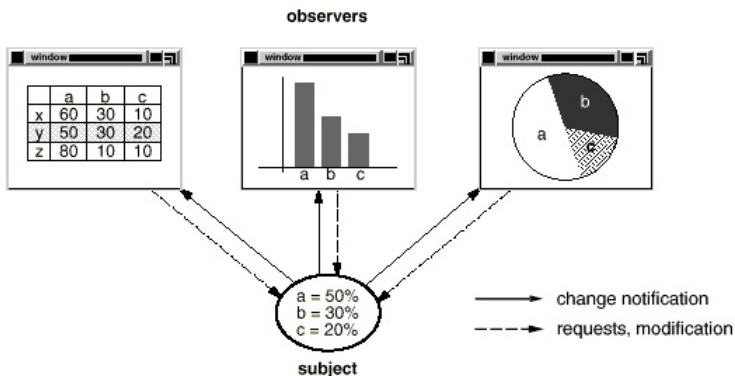 observers
window
a b c
x 60 30 10
y 50 30 20
z 80 10 10
window
a b c
window
a
b
c
a = 50%
b = 30%
c = 20%
subject
change notification
requests, modification